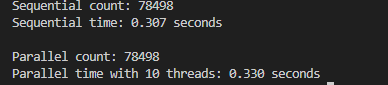 Sequential count: 78498
Sequential time: 0.307 seconds

Parallel count: 78498
Parallel time with 10 threads: 0.330 seconds